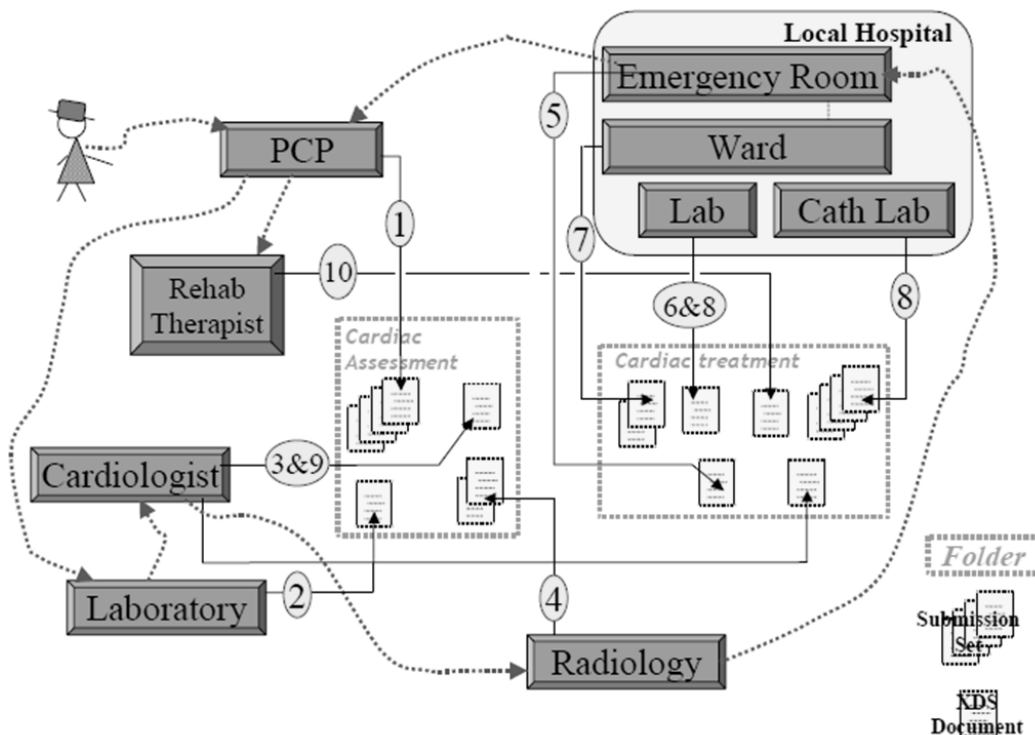 Local Hospital
Emergency Room
5
PCP
Ward
1
Lab
Cath Lab
7
10
Rehab
Therapist
6&8
8
Cardiac
Assessment
Cardiac treatment
Cardiologist
3&9
Folder
Laboratory
2
4
Submission
Set
Radiology
XDS
Document